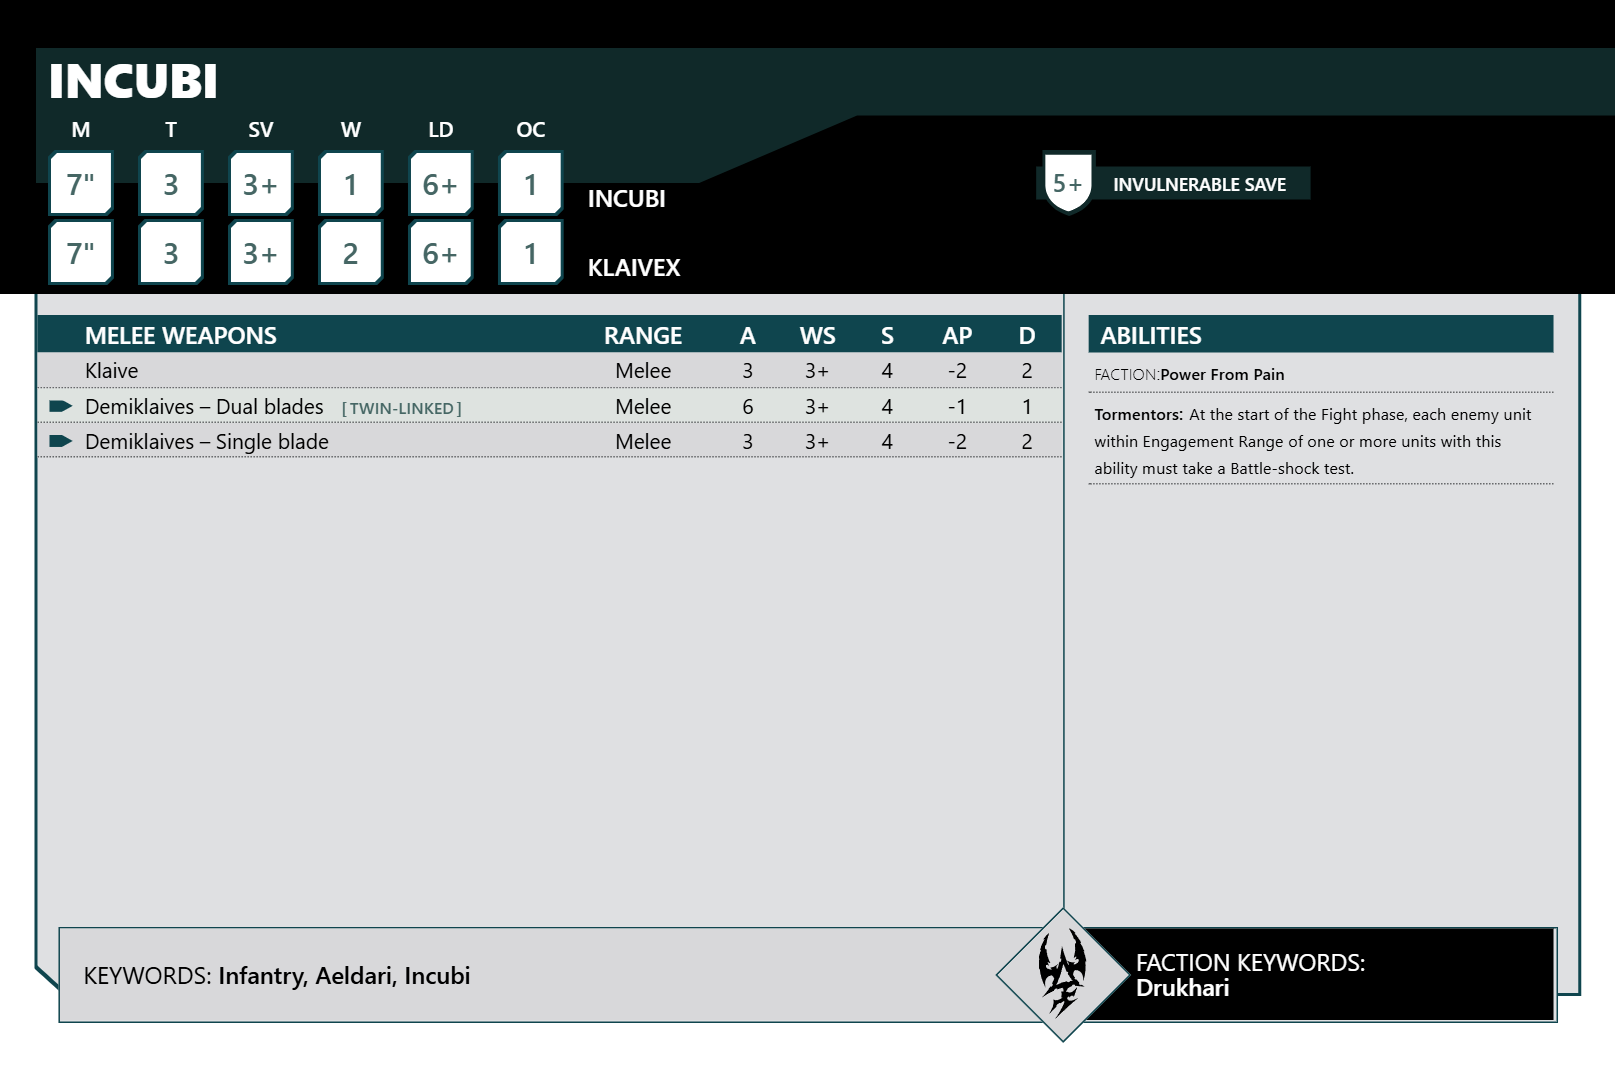 INCUBI
M T SV W LD OC
7" 3 3+ 1 6+ 1 INCUBI
5+ INVULNERABLE SAVE
7" 3 3+ 2 6+ 1 KLAIVEX
MELEE WEAPONS RANGE A WS S AP D
Klaive Melee 3 3+ 4 -2 2
Demiklaives – Dual blades [TWIN-LINKED] Melee 6 3+ 4 -1 1
Demiklaives – Single blade Melee 3 3+ 4 -2 2
ABILITIES
FACTION:Power From Pain
Tormentors: At the start of the Fight phase, each enemy unit
within Engagement Range of one or more units with this
ability must take a Battle-shock test.
KEYWORDS: Infantry, Aeldari, Incubi
FACTION KEYWORDS:
Drukhari